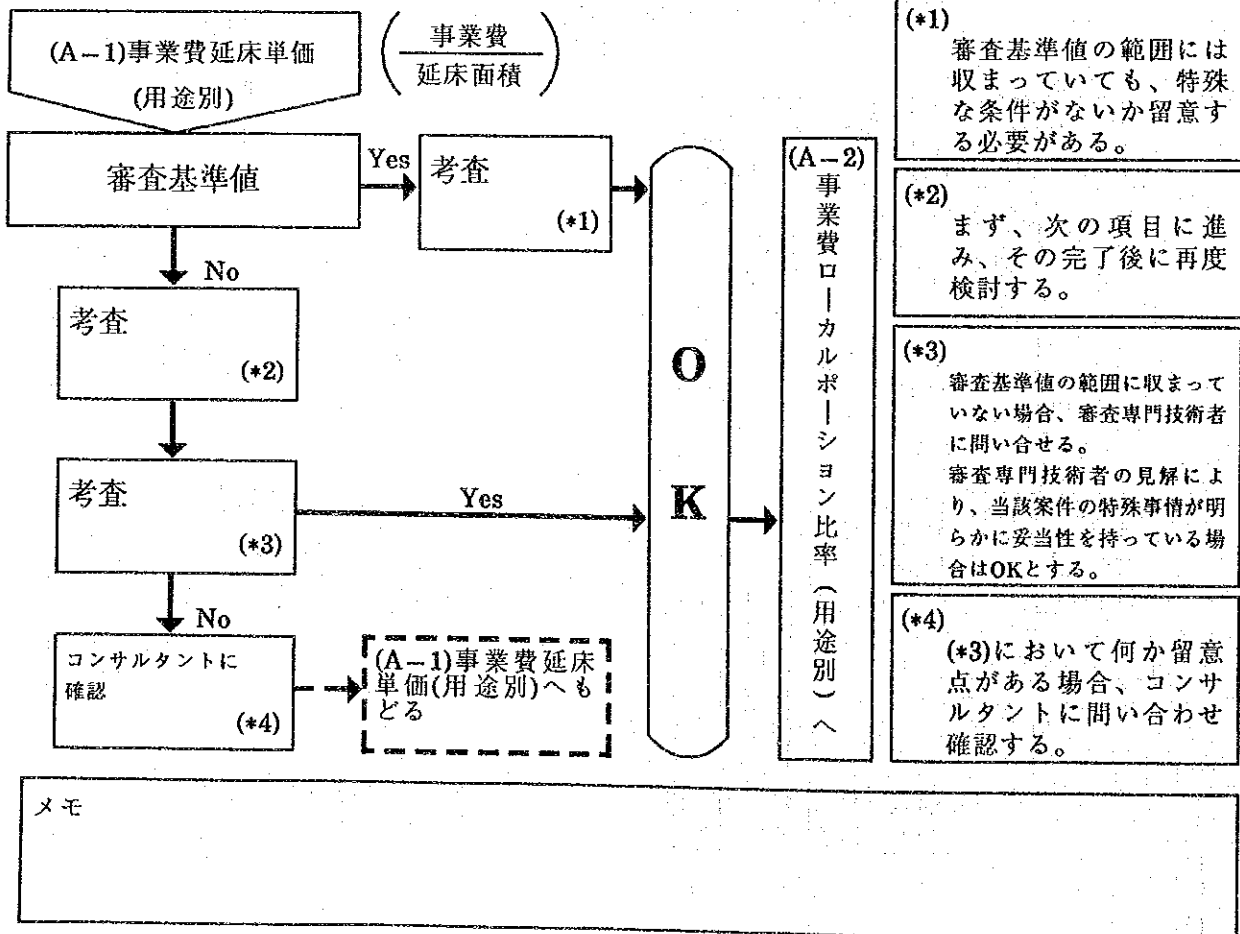 (A-1)事業費延床単価
(用途別)
事業費
延床面積
審査基準値
Yes
考査
(*1)
No
考査
(*2)
考査
(*3)
Yes
No
コンサルタントに
確認
(*4)
(A-1)事業費延床
単価(用途別)へも
どる
OK
(A-2)
事業費ローカルポーション比率(用途別)へ
(*1)
審査基準値の範囲には
収まっていても、特殊
な条件がないか留意す
る必要がある。
(*2)
まず、次の項目に進
み、その完了後に再度
検討する。
(*3)
審査基準値の範囲に収まって
いない場合、審査専門技術者
に問い合せる。
審査専門技術者の見解によ
り、当該案件の特殊事情が明
らかに妥当性を持っている場
合はOKとする。
(*4)
(*3)において何か留意
点がある場合、コンサ
ルタントに問い合わせ
確認する。
メモ